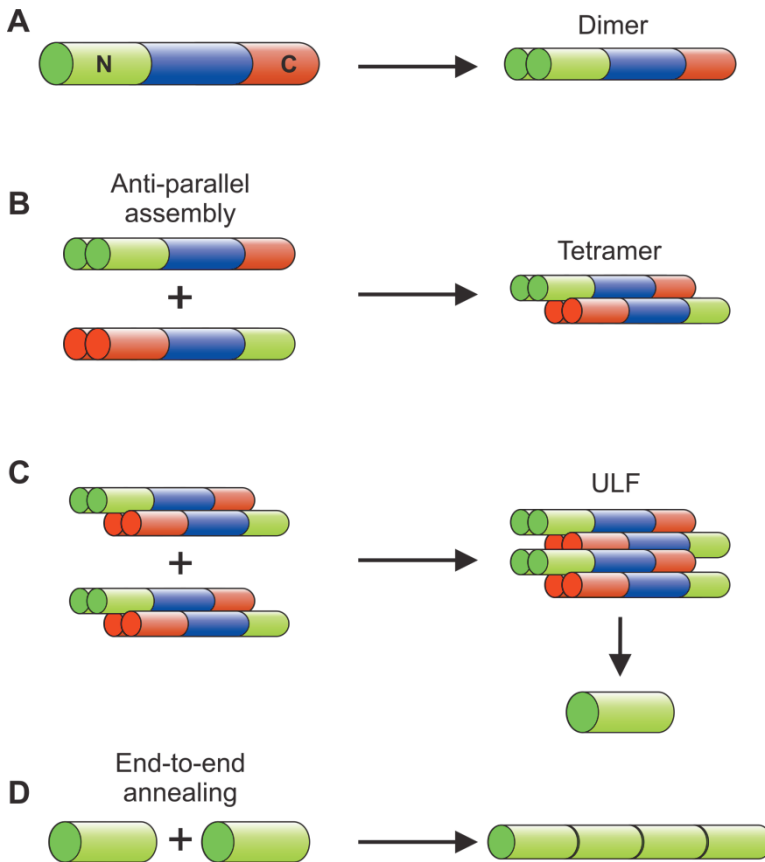 A
N
C
Dimer
B
Anti-parallel
assembly
+
Tetramer
C
+
ULF
D
End-to-end
annealing
+